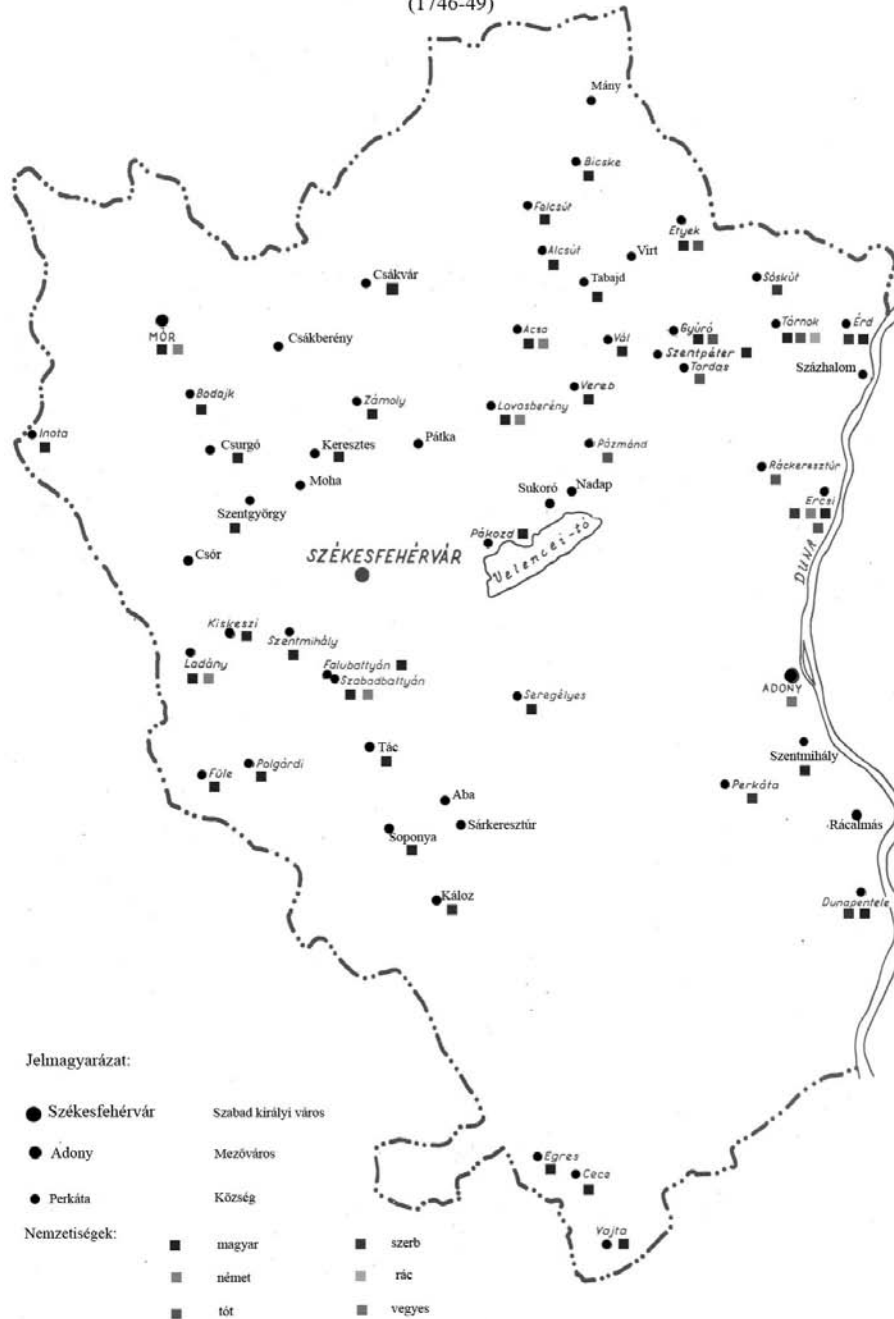 (1746-49)
Mány
Bicske
Falcsút
Etyek
Alcsút
Virt
Csákvár
Tabajd
Sóskút
MÓR
Csákberény
Acsa
Vál
Gyúró
Tárnok
Érd
Szentpéter
Tordas
Százhalom
Bodajk
Zámoly
Vereb
Lovasberény
Inota
Csurgó
Keresztes
Pátka
Pázmánd
Moha
Ráckeresztúr
Szentgyörgy
Sukoró
Nadap
Ercsi
Pákozd
Csór
SZÉKESFEHÉRVÁR
Velencei-tó
DUNA
Kiskeszi
Szentmihály
Ladány
Falubattyán
Szabadbattyán
Seregélyes
ADONY
Tác
Szentmihály
Füle
Polgárdi
Perkáta
Aba
Soponya
Sárkeresztúr
Rácalmás
Káloz
Dunapentele
Jelmagyarázat:
Székesfehérvár Szabad királyi város
Adony Mezőváros
Perkáta Község
Egres
Cece
Vajta
Nemzetiségek:
magyar szerb
német rác
tót vegyes